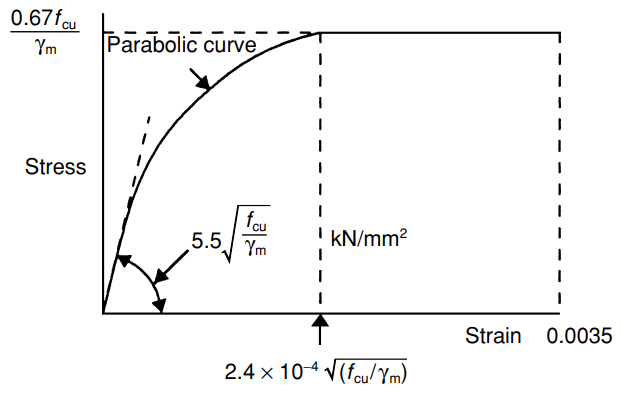 0.67f_cu
γ_m
Parabolic curve
Stress
5.5√(f_cu/γ_m) kN/mm²
Strain 0.0035
2.4 × 10⁻⁴ √(f_cu/γ_m)